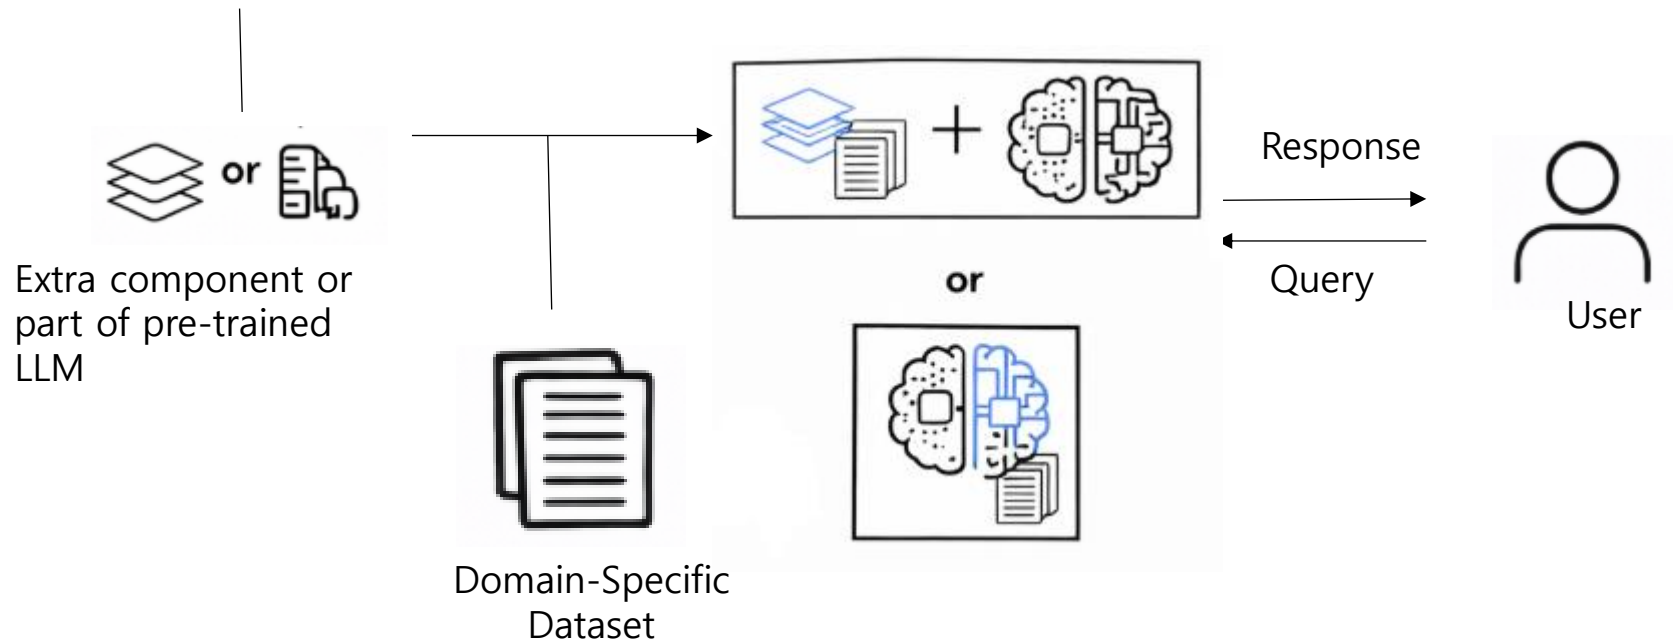 or
Extra component or
part of pre-trained
LLM
Domain-Specific
Dataset
+
or
Response
Query
User